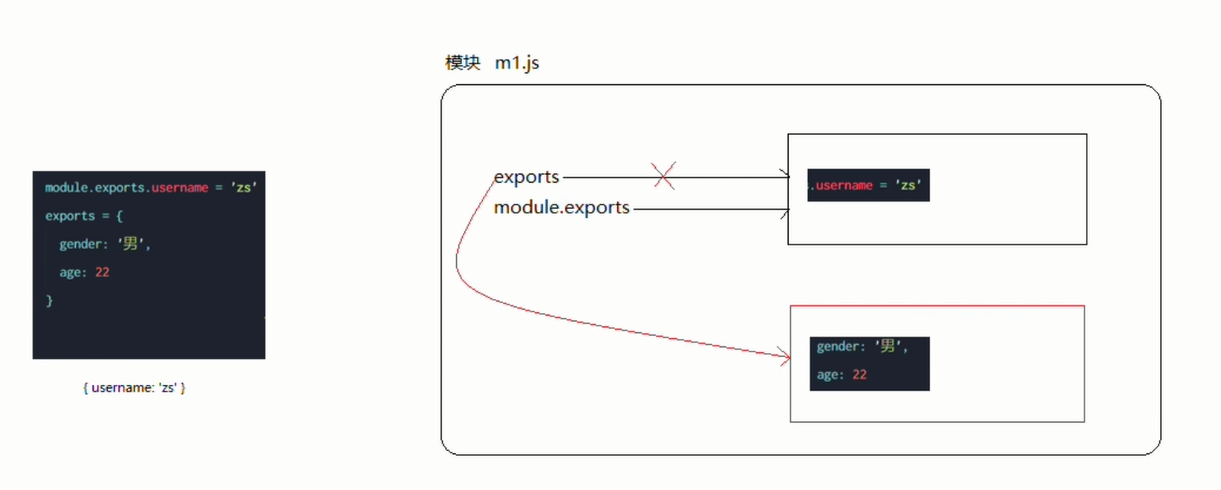 模块 m1.js
module.exports.username = 'zs'
exports = {
gender: '男',
age: 22
}
{ username: 'zs' }
exports
module.exports
.username = 'zs'
gender: '男',
age: 22